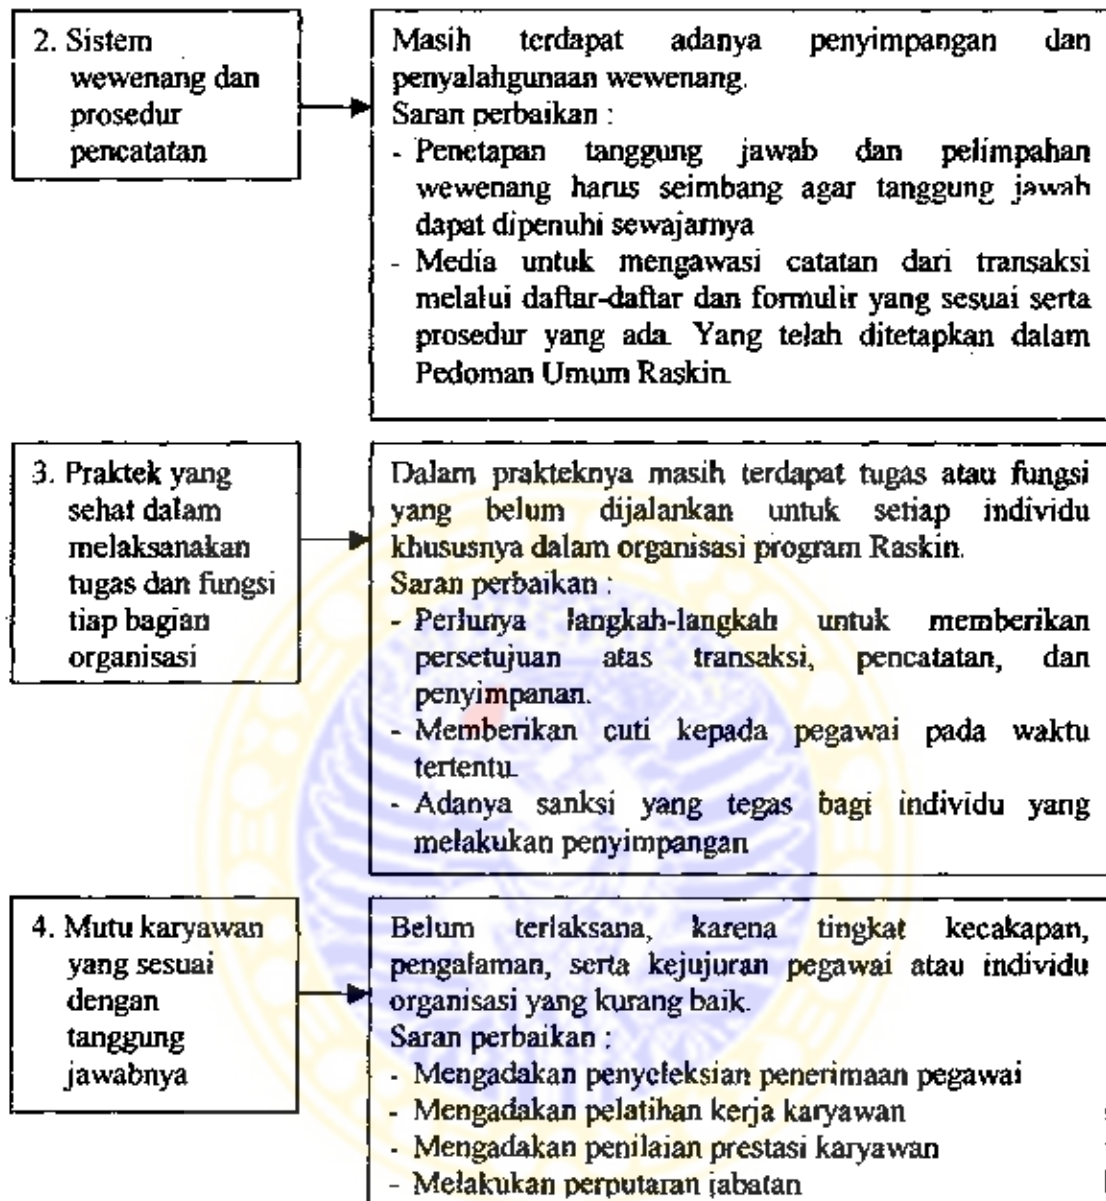 2. Sistem
wewenang dan
prosedur
pencatatan
Masih terdapat adanya penyimpangan dan
penyalahgunaan wewenang.
Saran perbaikan :
- Penetapan tanggung jawab dan pelimpahan
wewenang harus seimbang agar tanggung jawab
dapat dipenuhi sewajarnya
- Media untuk mengawasi catatan dari transaksi
melalui daftar-daftar dan formulir yang sesuai serta
prosedur yang ada. Yang telah ditetapkan dalam
Pedoman Umum Raskin.
3. Praktek yang
sehat dalam
melaksanakan
tugas dan fungsi
tiap bagian
organisasi
Dalam prakteknya masih terdapat tugas atau fungsi
yang belum dijalankan untuk setiap individu
khususnya dalam organisasi program Raskin.
Saran perbaikan :
- Perlunya langkah-langkah untuk memberikan
persetujuan atas transaksi, pencatatan, dan
penyimpanan.
- Memberikan cuti kepada pegawai pada waktu
tertentu.
- Adanya sanksi yang tegas bagi individu yang
melakukan penyimpangan
4. Mutu karyawan
yang sesuai
dengan
tanggung
jawabnya
Belum terlaksana, karena tingkat kecakapan,
pengalaman, serta kejujuran pegawai atau individu
organisasi yang kurang baik.
Saran perbaikan :
- Mengadakan penyeleksian penerimaan pegawai
- Mengadakan pelatihan kerja karyawan
- Mengadakan penilaian prestasi karyawan
- Melakukan perputaran jabatan